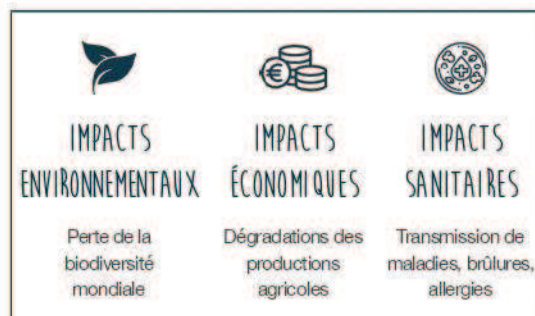 IMPACTS
ENVIRONNEMENTAUX
Perte de la
biodiversité
mondiale
IMPACTS
ÉCONOMIQUES
Dégradations des
productions
agricoles
IMPACTS
SANITAIRES
Transmission de
maladies, brûlures,
allergies